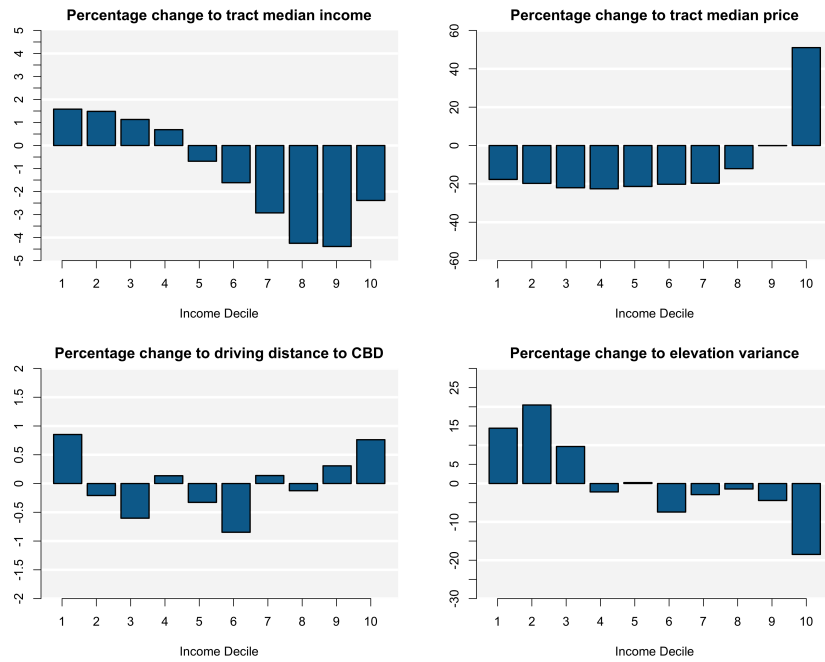 Percentage change to tract median income
5
4
3
2
1
0
-1
-2
-3
-4
-5
1 2 3 4 5 6 7 8 9 10
Income Decile
Percentage change to tract median price
60
40
20
0
-20
-40
-60
1 2 3 4 5 6 7 8 9 10
Income Decile
Percentage change to driving distance to CBD
2
1.5
1
0.5
0
-0.5
-1
-1.5
-2
1 2 3 4 5 6 7 8 9 10
Income Decile
Percentage change to elevation variance
25
15
5
0
-10
-20
-30
1 2 3 4 5 6 7 8 9 10
Income Decile